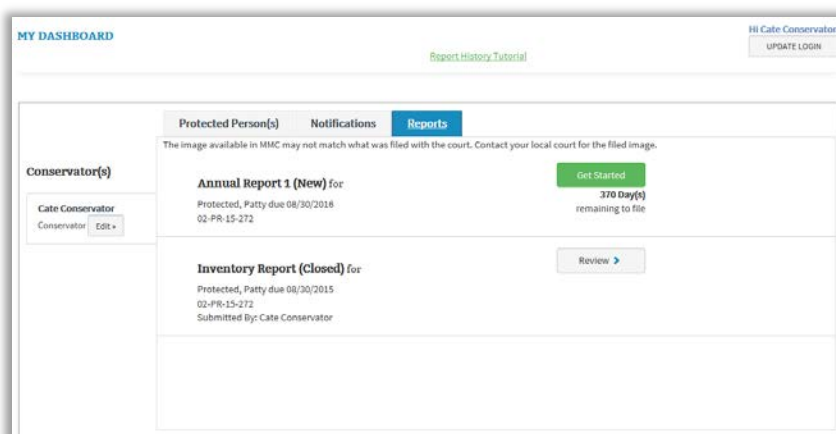 MY DASHBOARD
Hi Cate Conservator
UPDATE LOGIN
Report History Tutorial
Protected Person(s)
Notifications
Reports
The image available in MMC may not match what was filed with the court. Contact your local court for the filed image.
Conservator(s)
Cate Conservator
Conservator Edit
Annual Report 1 (New) for
Protected, Patty due 08/30/2016
02-PR-15-272
Get Started
370 Day(s)
remaining to file
Inventory Report (Closed) for
Protected, Patty due 08/30/2015
02-PR-15-272
Submitted By: Cate Conservator
Review